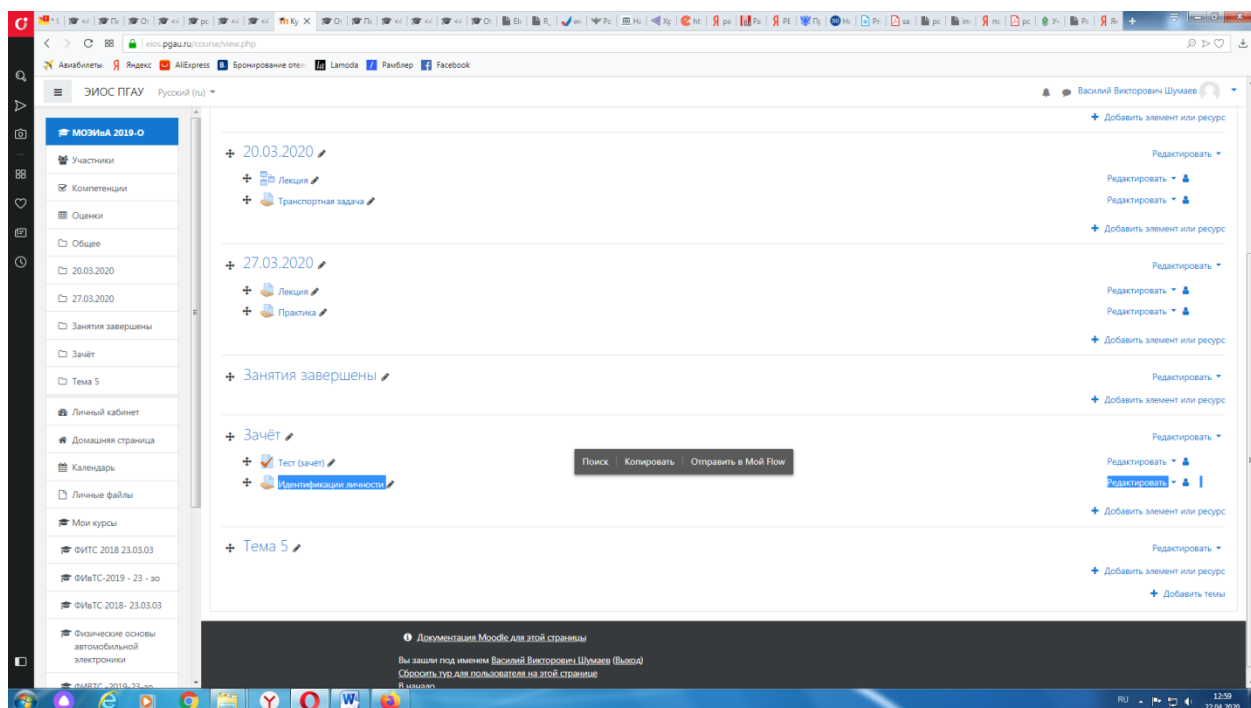 eios.pgau.ru/course/view.php
Авиабилеты Яндекс AliExpress Бронирование отел Lamoda Рамблер Facebook
ЭИОС ПГАУ Русский (ru) Василий Викторович Шумаев
Добавить элемент или ресурс
МОЭИвА 2019-О
Участники
Компетенции
Оценки
Общее
20.03.2020
27.03.2020
Занятия завершены
Зачёт
Тема 5
Личный кабинет
Домашняя страница
Календарь
Личные файлы
Мои курсы
ФИТС 2018 23.03.03
ФИвТС-2019 - 23 - зо
ФИвТС 2018- 23.03.03
Физические основы
автомобильной
электроники
20.03.2020 Редактировать
Лекция Редактировать
Транспортная задача Редактировать
Добавить элемент или ресурс
27.03.2020 Редактировать
Лекция Редактировать
Практика Редактировать
Добавить элемент или ресурс
Занятия завершены Редактировать
Добавить элемент или ресурс
Зачёт Редактировать
Тест (зачёт) Редактировать
Поиск Копировать Отправить в Мой Flow
Идентификации личности Редактировать
Добавить элемент или ресурс
Тема 5 Редактировать
Добавить элемент или ресурс
Добавить темы
Документация Moodle для этой страницы
Вы зашли под именем Василий Викторович Шумаев (Выход)
Сбросить тур для пользователя на этой странице
В начало
RU 12:59
22.04.2020